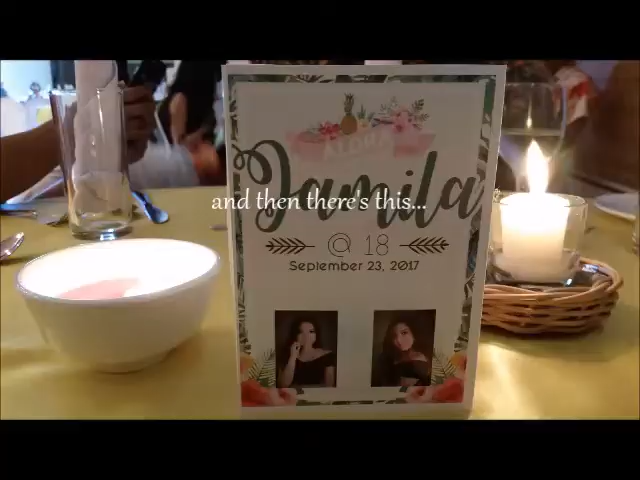 ALOHA
Jamila
and then there's this...
@ 18
September 23, 2017